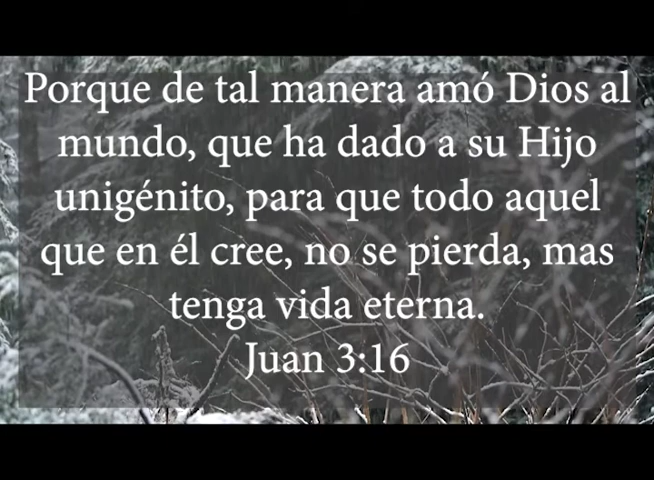 Porque de tal manera amó Dios al
mundo, que ha dado a su Hijo
unigénito, para que todo aquel
que en él cree, no se pierda, mas
tenga vida eterna.
Juan 3:16